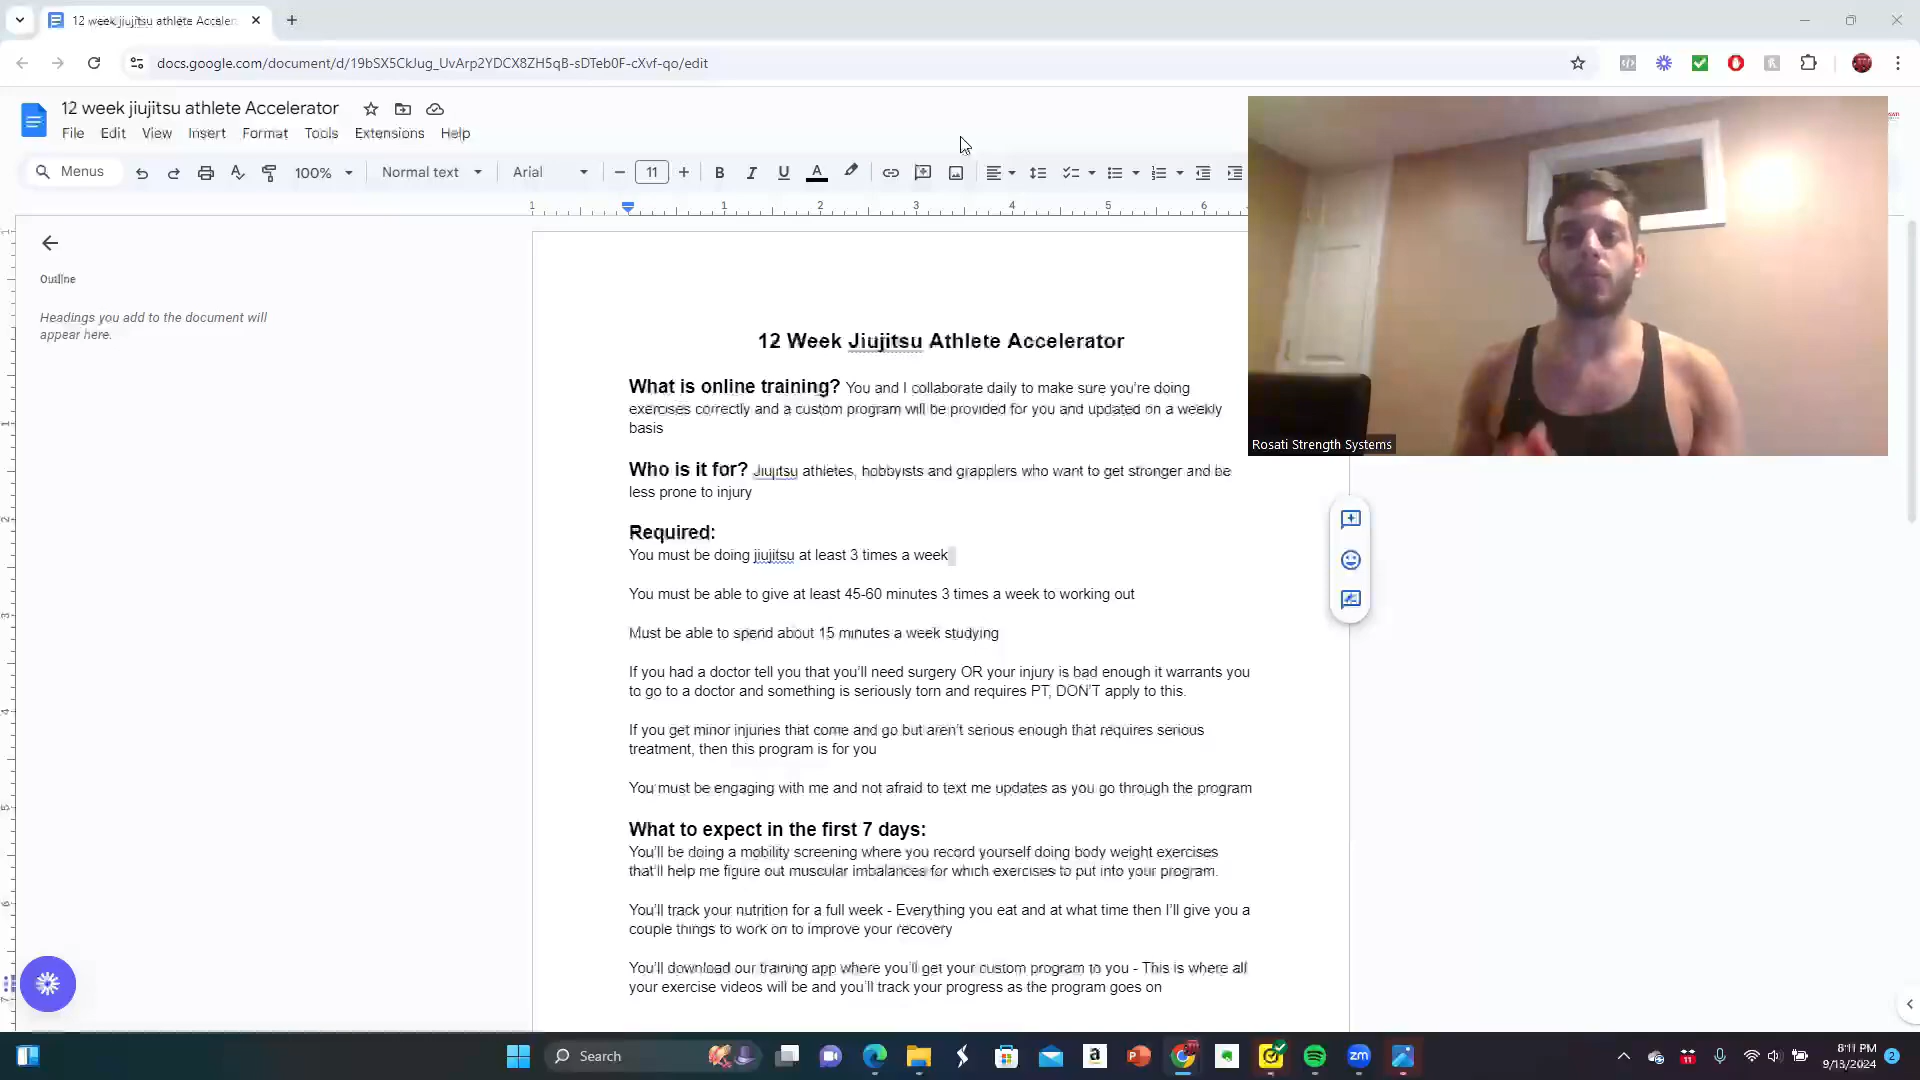 12 week jiujitsu athlete Acceler
docs.google.com/document/d/19bSX5CkJug_UvArp2YDCX8ZH5qB-sDTeb0F-cXvf-qo/edit
12 week jiujitsu athlete Accelerator
File Edit View Insert Format Tools Extensions Help
Menus 100% Normal text Arial 11 B I U A
1 1 2 3 4 5 6
Outline
Headings you add to the document will
appear here.
12 Week Jiujitsu Athlete Accelerator
What is online training? You and I collaborate daily to make sure you're doing
exercises correctly and a custom program will be provided for you and updated on a weekly
basis
Who is it for? Jiujitsu athletes, hobbyists and grapplers who want to get stronger and be
less prone to injury
Required:
You must be doing jiujitsu at least 3 times a week
You must be able to give at least 45-60 minutes 3 times a week to working out
Must be able to spend about 15 minutes a week studying
If you had a doctor tell you that you'll need surgery OR your injury is bad enough it warrants you
to go to a doctor and something is seriously torn and requires PT, DON'T apply to this.
If you get minor injuries that come and go but aren't serious enough that requires serious
treatment, then this program is for you
You must be engaging with me and not afraid to text me updates as you go through the program
What to expect in the first 7 days:
You'll be doing a mobility screening where you record yourself doing body weight exercises
that'll help me figure out muscular imbalances for which exercises to put into your program.
You'll track your nutrition for a full week - Everything you eat and at what time then I'll give you a
couple things to work on to improve your recovery
You'll download our training app where you'll get your custom program to you - This is where all
your exercise videos will be and you'll track your progress as the program goes on
Rosati Strength Systems
Search
zm
8:11 PM
2